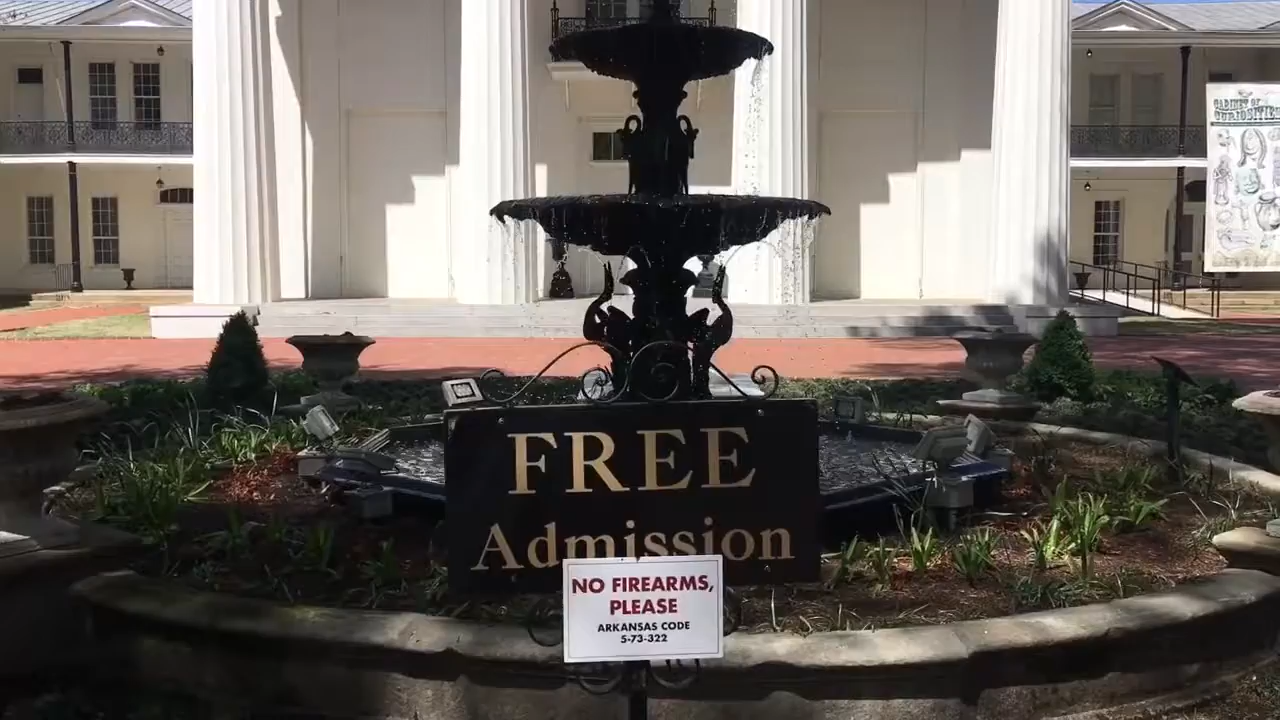 CABINET OF
CURIOSITIES
FREE
Admission
NO FIREARMS,
PLEASE
ARKANSAS CODE
5-73-322